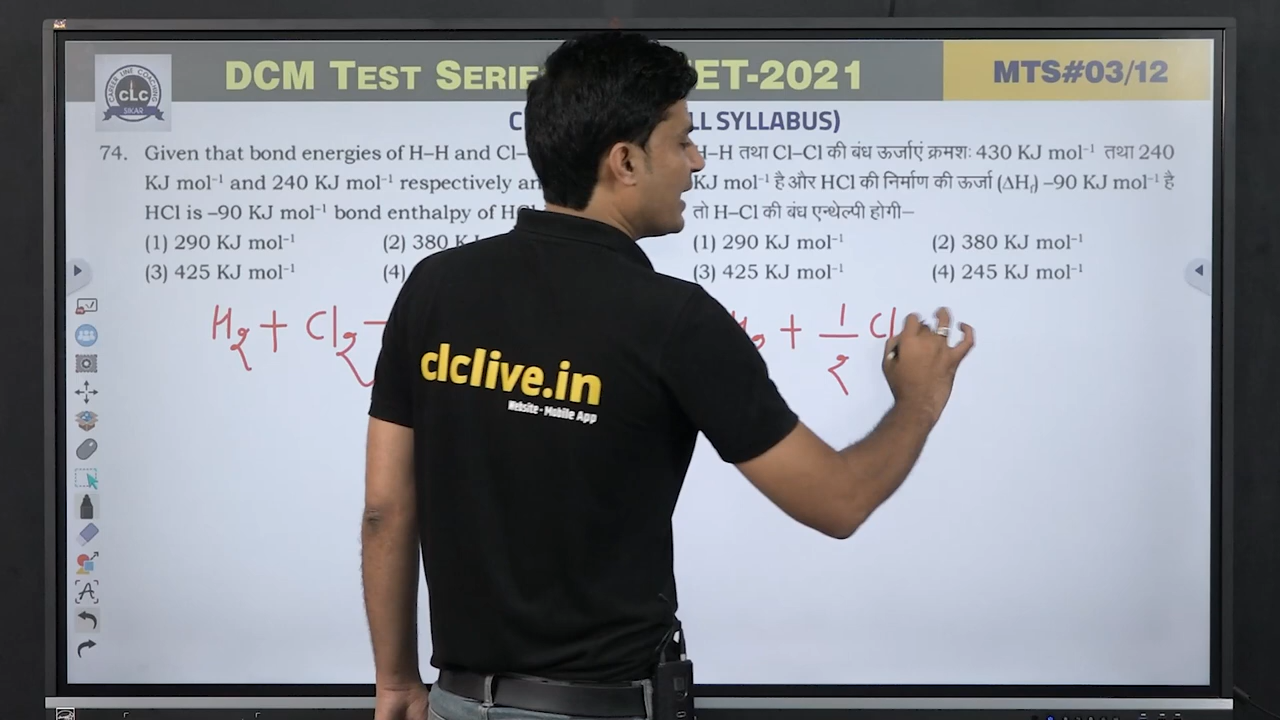 DCM TEST SERIE ET-2021
MTS#03/12
CLC
SIKAR
C LL SYLLABUS)
74. Given that bond energies of H–H and Cl–
KJ mol⁻¹ and 240 KJ mol⁻¹ respectively an
HCl is –90 KJ mol⁻¹ bond enthalpy of HC
(1) 290 KJ mol⁻¹ (2) 380 K
(3) 425 KJ mol⁻¹ (4)
H–H तथा Cl–Cl की बंध ऊर्जाएं क्रमशः 430 KJ mol⁻¹ तथा 240
KJ mol⁻¹ है और HCl की निर्माण की ऊर्जा (ΔHf) –90 KJ mol⁻¹ है
तो H–Cl की बंध एन्थेल्पी होगी–
(1) 290 KJ mol⁻¹ (2) 380 KJ mol⁻¹
(3) 425 KJ mol⁻¹ (4) 245 KJ mol⁻¹
H₂ + Cl₂
+ 1/2 Cl
clclive.in
Website - Mobile App